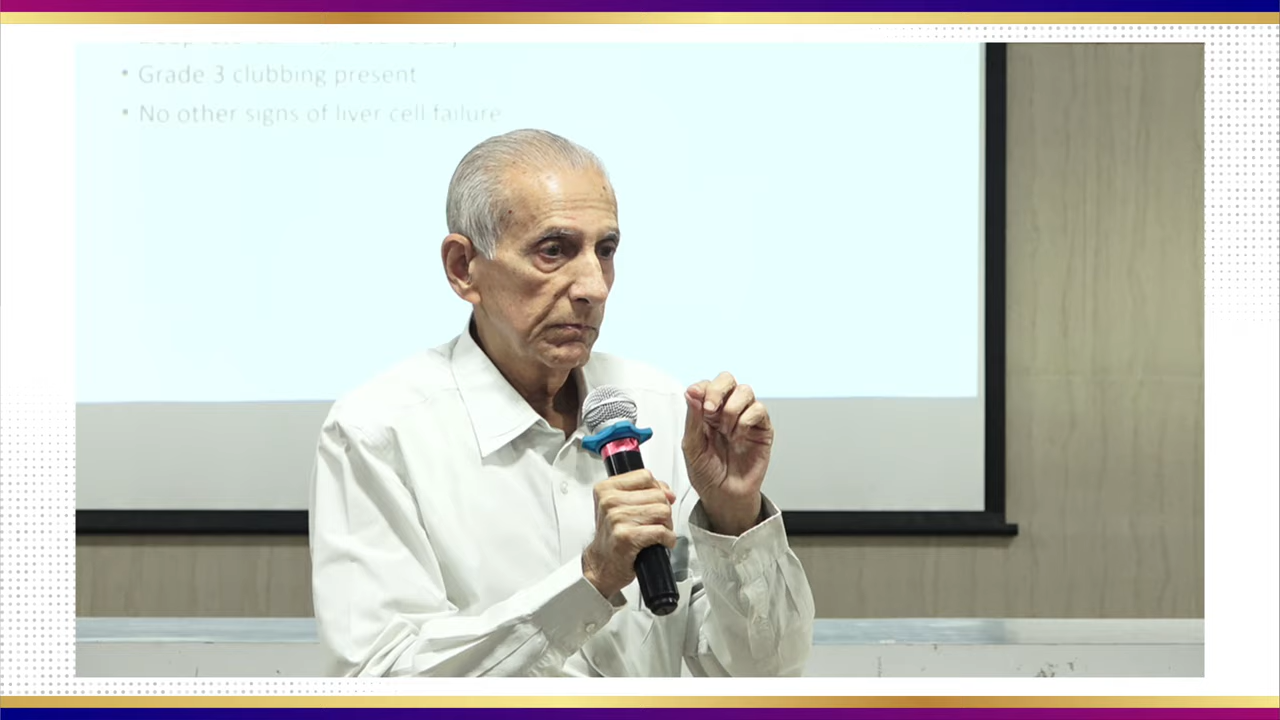 • Grade 3 clubbing present
• No other signs of liver cell failure